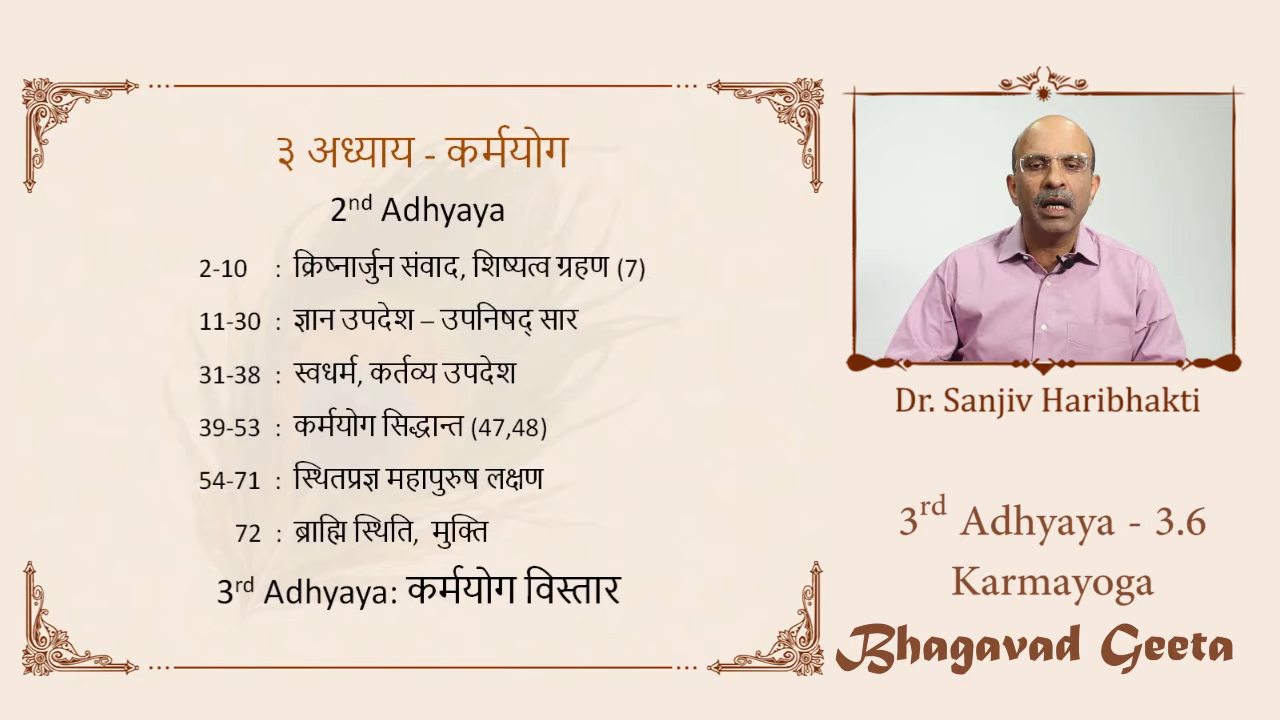 ३ अध्याय - कर्मयोग
2nd Adhyaya
2-10 : क्रिष्नार्जुन संवाद, शिष्यत्व ग्रहण (7)
11-30 : ज्ञान उपदेश – उपनिषद् सार
31-38 : स्वधर्म, कर्तव्य उपदेश
39-53 : कर्मयोग सिद्धान्त (47,48)
54-71 : स्थितप्रज्ञ महापुरुष लक्षण
72 : ब्राह्मि स्थिति, मुक्ति
3rd Adhyaya: कर्मयोग विस्तार
Dr. Sanjiv Haribhakti
3rd Adhyaya - 3.6
Karmayoga
Bhagavad Geeta